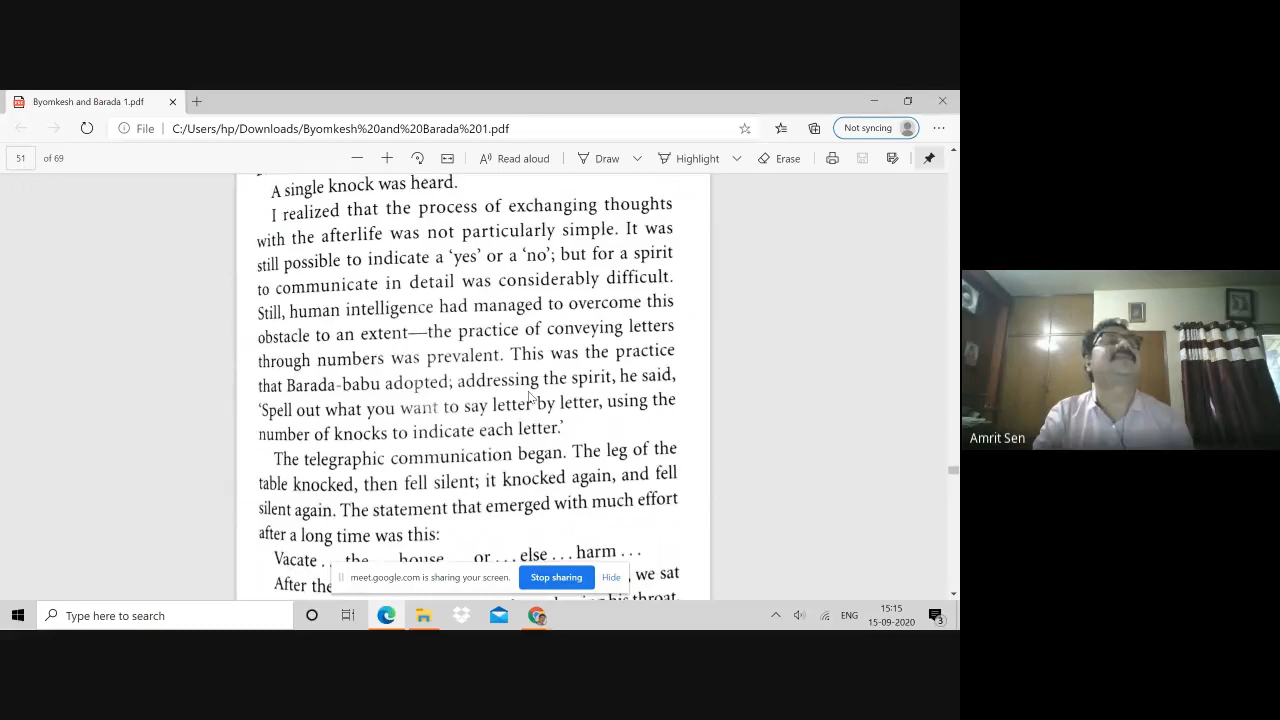 Byomkesh and Barada 1.pdf
File C:/Users/hp/Downloads/Byomkesh%20and%20Barada%201.pdf Not syncing
51 of 69 Read aloud Draw Highlight Erase
A single knock was heard.
I realized that the process of exchanging thoughts
with the afterlife was not particularly simple. It was
still possible to indicate a ‘yes’ or a ‘no’; but for a spirit
to communicate in detail was considerably difficult.
Still, human intelligence had managed to overcome this
obstacle to an extent—the practice of conveying letters
through numbers was prevalent. This was the practice
that Barada-babu adopted; addressing the spirit, he said,
‘Spell out what you want to say letter by letter, using the
number of knocks to indicate each letter.’
The telegraphic communication began. The leg of the
table knocked, then fell silent; it knocked again, and fell
silent again. The statement that emerged with much effort
after a long time was this:
Vacate . . . the . . . house . . . or . . . else . . . harm . . .
After the we sat
his throat,
meet.google.com is sharing your screen. Stop sharing Hide
Type here to search
ENG
15:15
15-09-2020
3
Amrit Sen